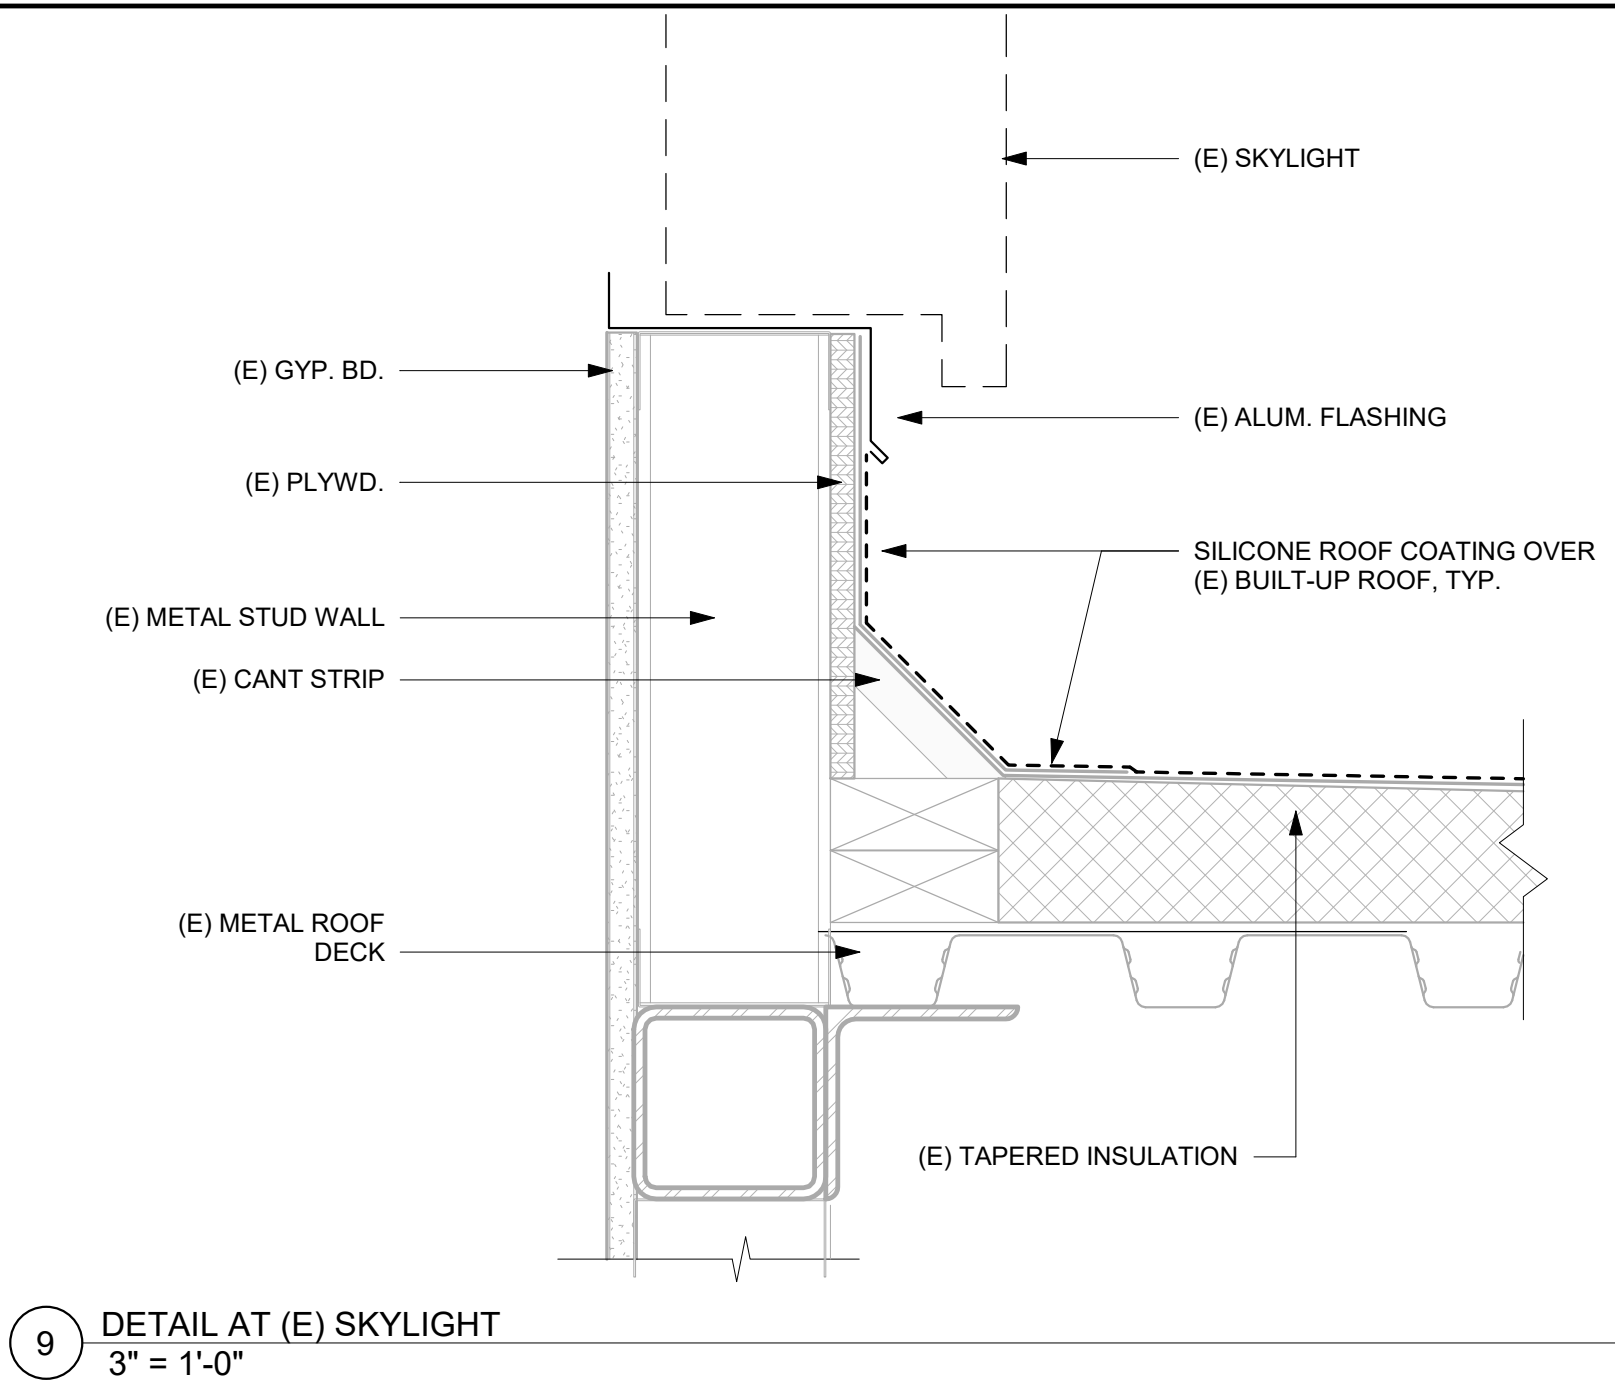 (E) SKYLIGHT
(E) GYP. BD.
(E) ALUM. FLASHING
(E) PLYWD.
SILICONE ROOF COATING OVER
(E) BUILT-UP ROOF, TYP.
(E) METAL STUD WALL
(E) CANT STRIP
(E) METAL ROOF
DECK
(E) TAPERED INSULATION
9
DETAIL AT (E) SKYLIGHT
3" = 1'-0"